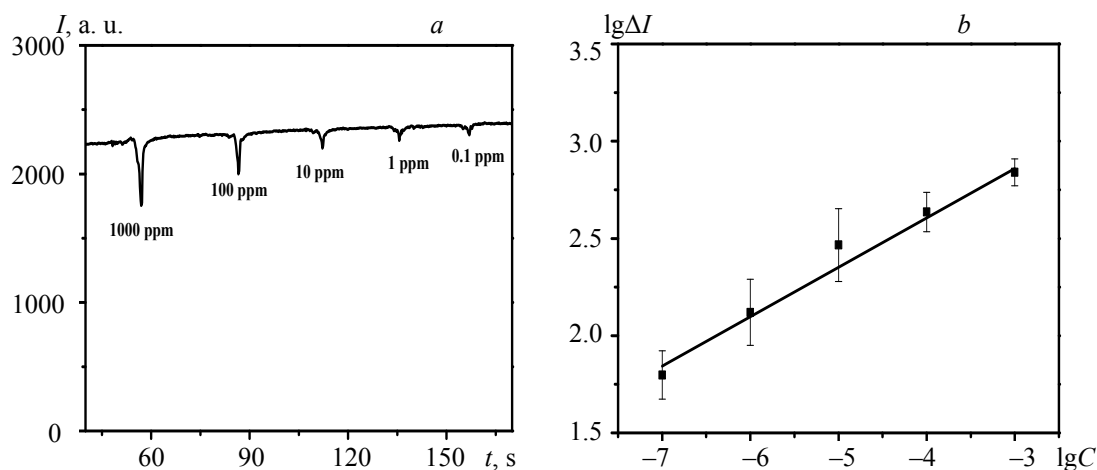 I, a. u.
a
3000
2000
1000
0
1000 ppm
100 ppm
10 ppm
1 ppm
0.1 ppm
60
90
120
150
t, s
lgΔI
b
3.5
3.0
2.5
2.0
1.5
–7
–6
–5
–4
–3
lgC